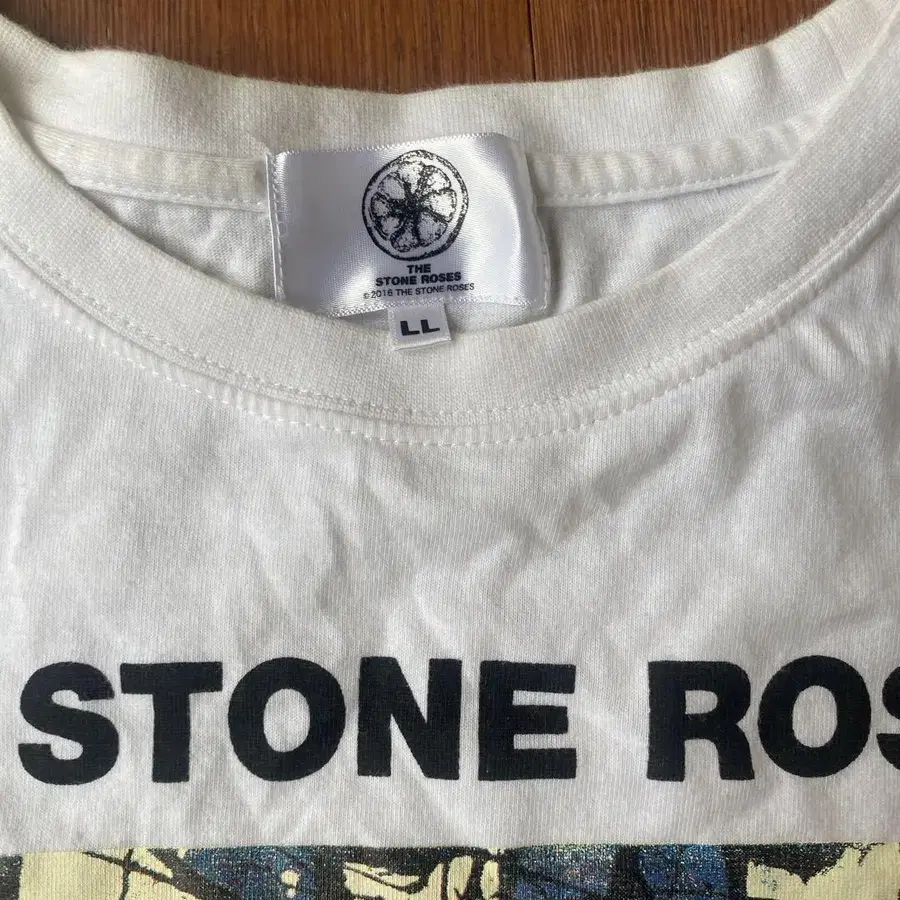 THE
STONE ROSES
©2016 THE STONE ROSES
LL
STONE ROS